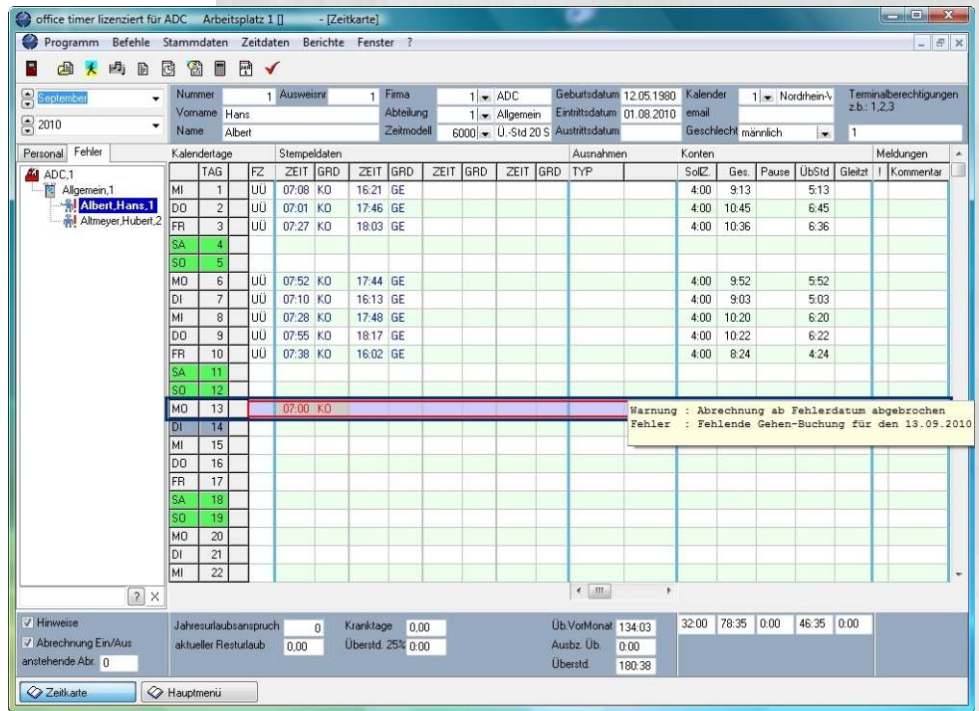 office timer lizenziert für ADC Arbeitsplatz 1 [] - [Zeitkarte]
Programm Befehle Stammdaten Zeitdaten Berichte Fenster ?
September
2010
Nummer 1 Ausweisnr 1 Firma 1 ADC Geburtsdatum 12.05.1980 Kalender 1 Nordrhein-V Terminalberechtigungen
Vorname Hans Abteilung 1 Allgemein Eintrittsdatum 01.08.2010 email z.b.: 1,2,3
Name Albert Zeitmodell 6000 Ü.-Std 20 S Austrittsdatum Geschlecht männlich 1
Personal Fehler Kalendertage Stempeldaten Ausnahmen Konten Meldungen
TAG FZ ZEIT GRD ZEIT GRD ZEIT GRD ZEIT GRD TYP SollZ. Ges. Pause ÜbStd Gleitzt ! Kommentar
ADC,1
Allgemein,1
Albert,Hans,1
Altmeyer,Hubert,2
MI 1 UÜ 07:08 KO 16:21 GE 4:00 9:13 5:13
DO 2 UÜ 07:01 KO 17:46 GE 4:00 10:45 6:45
FR 3 UÜ 07:27 KO 18:03 GE 4:00 10:36 6:36
SA 4
SO 5
MO 6 UÜ 07:52 KO 17:44 GE 4:00 9:52 5:52
DI 7 UÜ 07:10 KO 16:13 GE 4:00 9:03 5:03
MI 8 UÜ 07:28 KO 17:48 GE 4:00 10:20 6:20
DO 9 UÜ 07:55 KO 18:17 GE 4:00 10:22 6:22
FR 10 UÜ 07:38 KO 16:02 GE 4:00 8:24 4:24
SA 11
SO 12
MO 13 07:00 KO
Warnung : Abrechnung ab Fehlerdatum abgebrochen
Fehler : Fehlende Gehen-Buchung für den 13.09.2010
DI 14
MI 15
DO 16
FR 17
SA 18
SO 19
MO 20
DI 21
MI 22
? X
Hinweise
Abrechnung Ein/Aus
anstehende Abr. 0
Jahresurlaubsanspruch 0 Kranktage 0,00 Üb.VorMonat 134:03 32:00 78:35 0:00 46:35 0:00
aktueller Resturlaub 0,00 Überstd. 25% 0:00 Ausbz. Üb. 0:00
Überstd. 180:38
Zeitkarte Hauptmenü